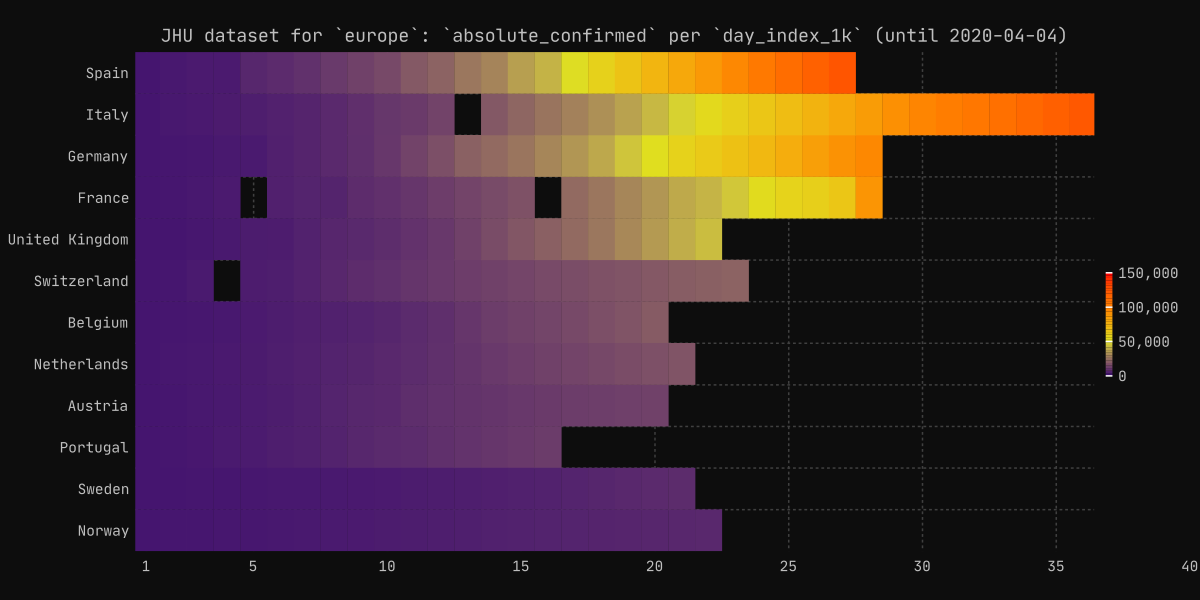 JHU dataset for `europe`: `absolute_confirmed` per `day_index_1k` (until 2020-04-04)
Spain
Italy
Germany
France
United Kingdom
Switzerland
Belgium
Netherlands
Austria
Portugal
Sweden
Norway
1 5 10 15 20 25 30 35 40
150,000
100,000
50,000
0